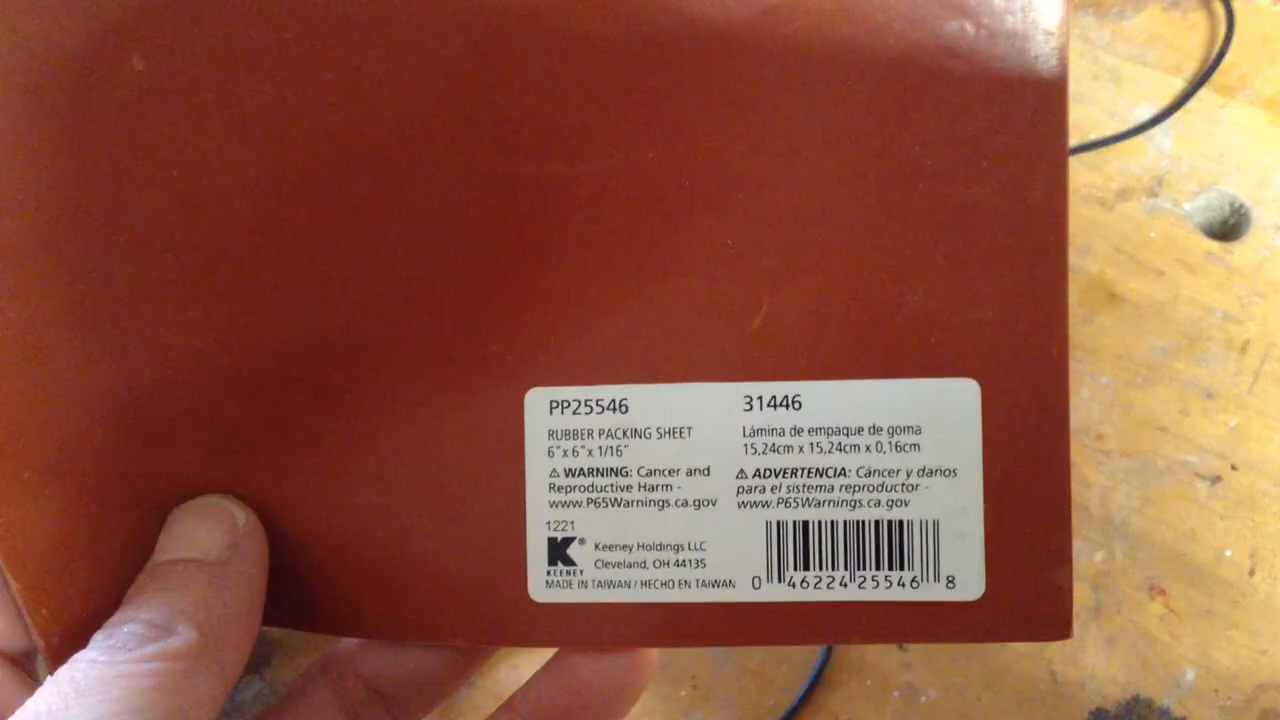 PP25546
RUBBER PACKING SHEET
6"x 6"x 1/16"
⚠ WARNING: Cancer and
Reproductive Harm -
www.P65Warnings.ca.gov
31446
Lámina de empaque de goma
15,24cm x 15,24cm x 0,16cm
⚠ ADVERTENCIA: Cáncer y daños
para el sistema reproductor -
www.P65Warnings.ca.gov
1221
K®
KEENEY
Keeney Holdings LLC
Cleveland, OH 44135
MADE IN TAIWAN / HECHO EN TAIWAN
0 46224 25546 8